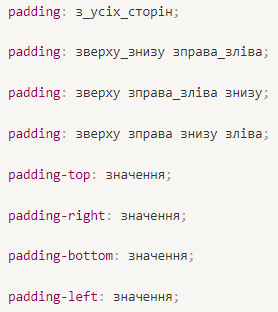 padding: з_усіх_сторін;
padding: зверху_знизу зправа_зліва;
padding: зверху зправа_зліва знизу;
padding: зверху зправа знизу зліва;
padding-top: значення;
padding-right: значення;
padding-bottom: значення;
padding-left: значення;